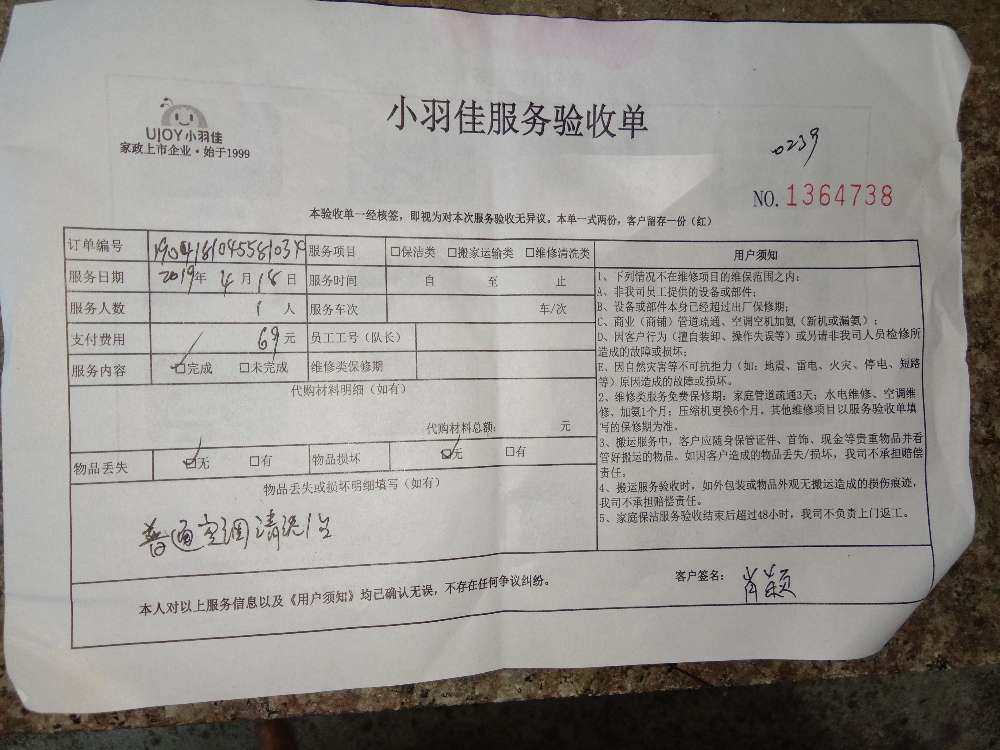 UJOY小羽佳
家政上市企业·始于1999
小羽佳服务验收单
0239
NO. 1364738
本验收单一经核签，即视为对本次服务验收无异议。本单一式两份，客户留存一份（红）
订单编号
服务项目 □保洁类 □搬家运输类 □维修清洗类
服务日期 2019年 4月 18日 服务时间 自 至 止
服务人数 1人 服务车次 车/次
支付费用 69元 员工工号（队长）
服务内容 □完成 □未完成 维修类保修期
代购材料明细（如有）
代购材料总额： 元
物品丢失 □无 □有 物品损坏 □无 □有
物品丢失或损坏明细填写（如有）
普通空调清洗1台
用户须知
1、下列情况不在维修项目的维保范围之内：
A、非我司员工提供的设备或部件；
B、设备或部件本身已经超过出厂保修期；
C、商业（商铺）管道疏通、空调空机加氨（新机或漏氨）；
D、因客户行为（擅自装卸、操作失误等）或另请非我司人员检修所
造成的故障或损坏；
E、因自然灾害等不可抗拒力（如：地震、雷电、火灾、停电、短路
等）原因造成的故障或损坏。
2、维修类服务免费保修期：家庭管道疏通3天；水电维修、空调维
修、加氨1个月；压缩机更换6个月。其他维修项目以服务验收单填
写的保修期为准。
3、搬运服务中，客户应随身保管证件、首饰、现金等贵重物品并看
管好搬运的物品。如因客户造成的物品丢失/损坏，我司不承担赔偿
责任。
4、搬运服务验收时，如外包装或物品外观无搬运造成的损伤痕迹，
我司不承担赔偿责任。
5、家庭保洁服务验收结束后超过48小时，我司不负责上门返工。
本人对以上服务信息以及《用户须知》均已确认无误，不存在任何争议纠纷。
客户签名： 肖颖